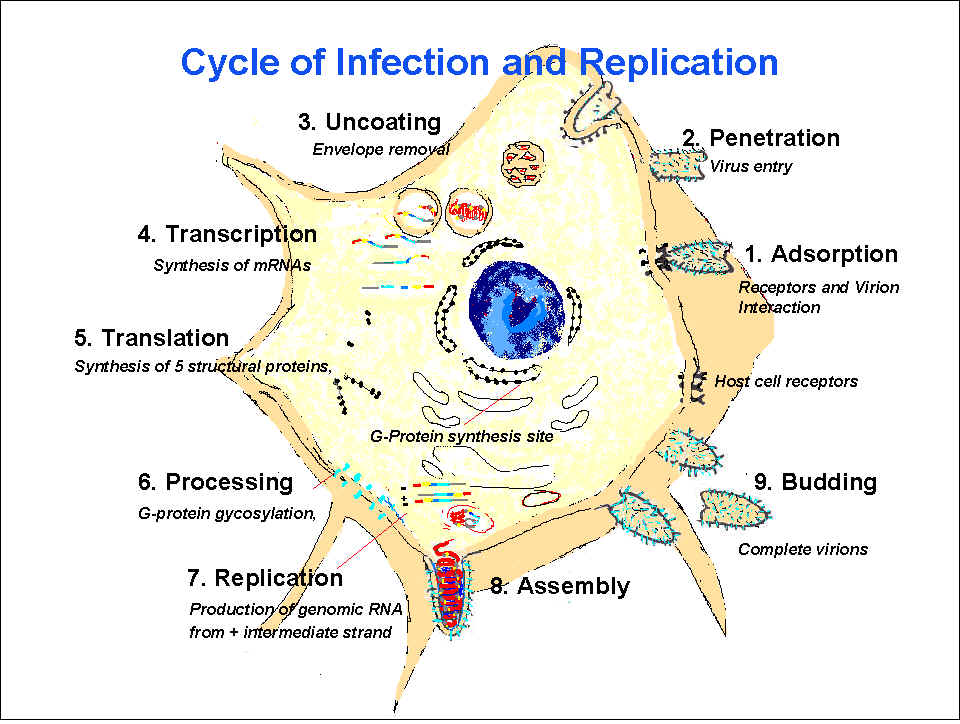 Cycle of Infection and Replication
3. Uncoating
Envelope removal
2. Penetration
Virus entry
4. Transcription
Synthesis of mRNAs
1. Adsorption
Receptors and Virion
Interaction
5. Translation
Synthesis of 5 structural proteins,
Host cell receptors
G-Protein synthesis site
6. Processing
G-protein gycosylation,
9. Budding
Complete virions
7. Replication
Production of genomic RNA
from + intermediate strand
8. Assembly